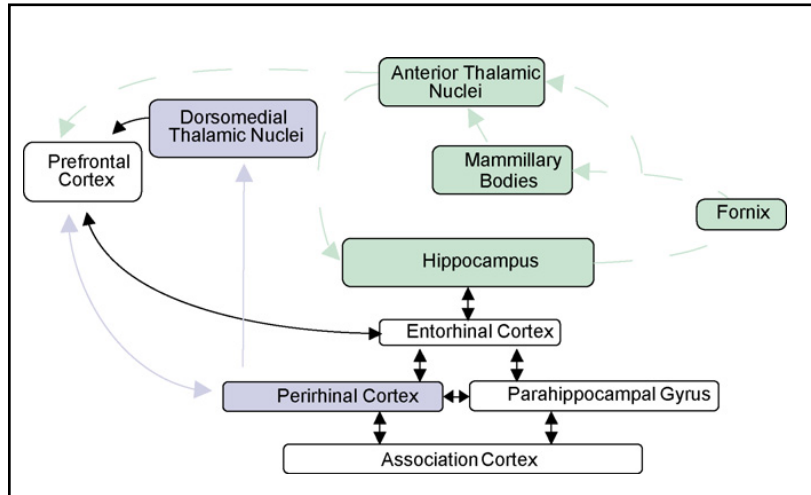 Anterior Thalamic
Nuclei
Dorsomedial
Thalamic Nuclei
Prefrontal
Cortex
Mammillary
Bodies
Fornix
Hippocampus
Entorhinal Cortex
Perirhinal Cortex
Parahippocampal Gyrus
Association Cortex